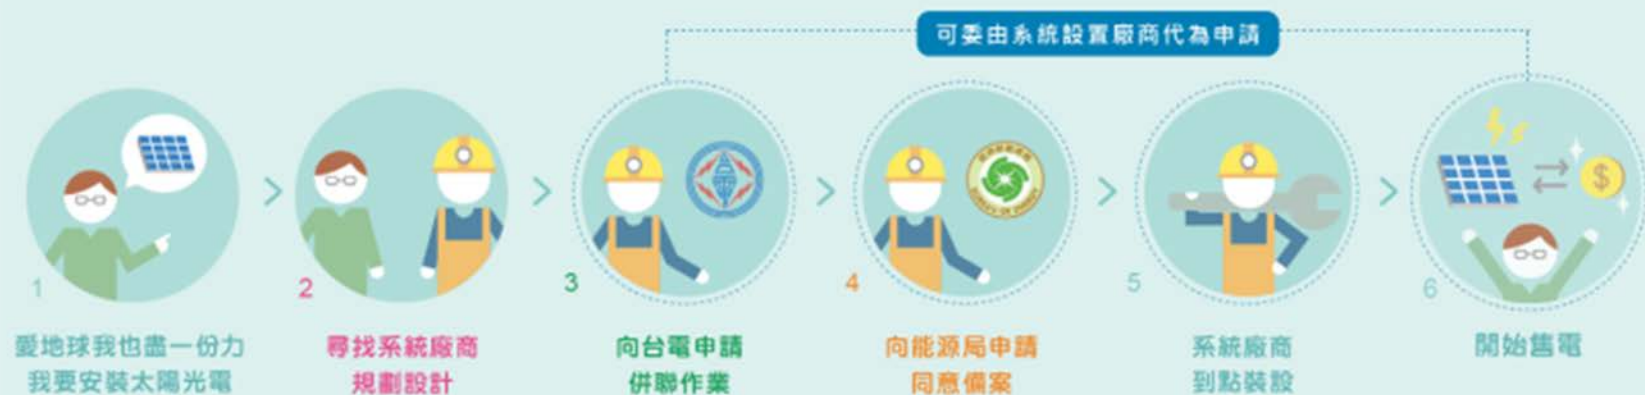 可委由系統設置廠商代為申請
1
愛地球我也盡一份力
我要安裝太陽光電
2
尋找系統廠商
規劃設計
3
向台電申請
併聯作業
4
向能源局申請
同意備案
5
系統廠商
到點裝設
$
6
開始售電